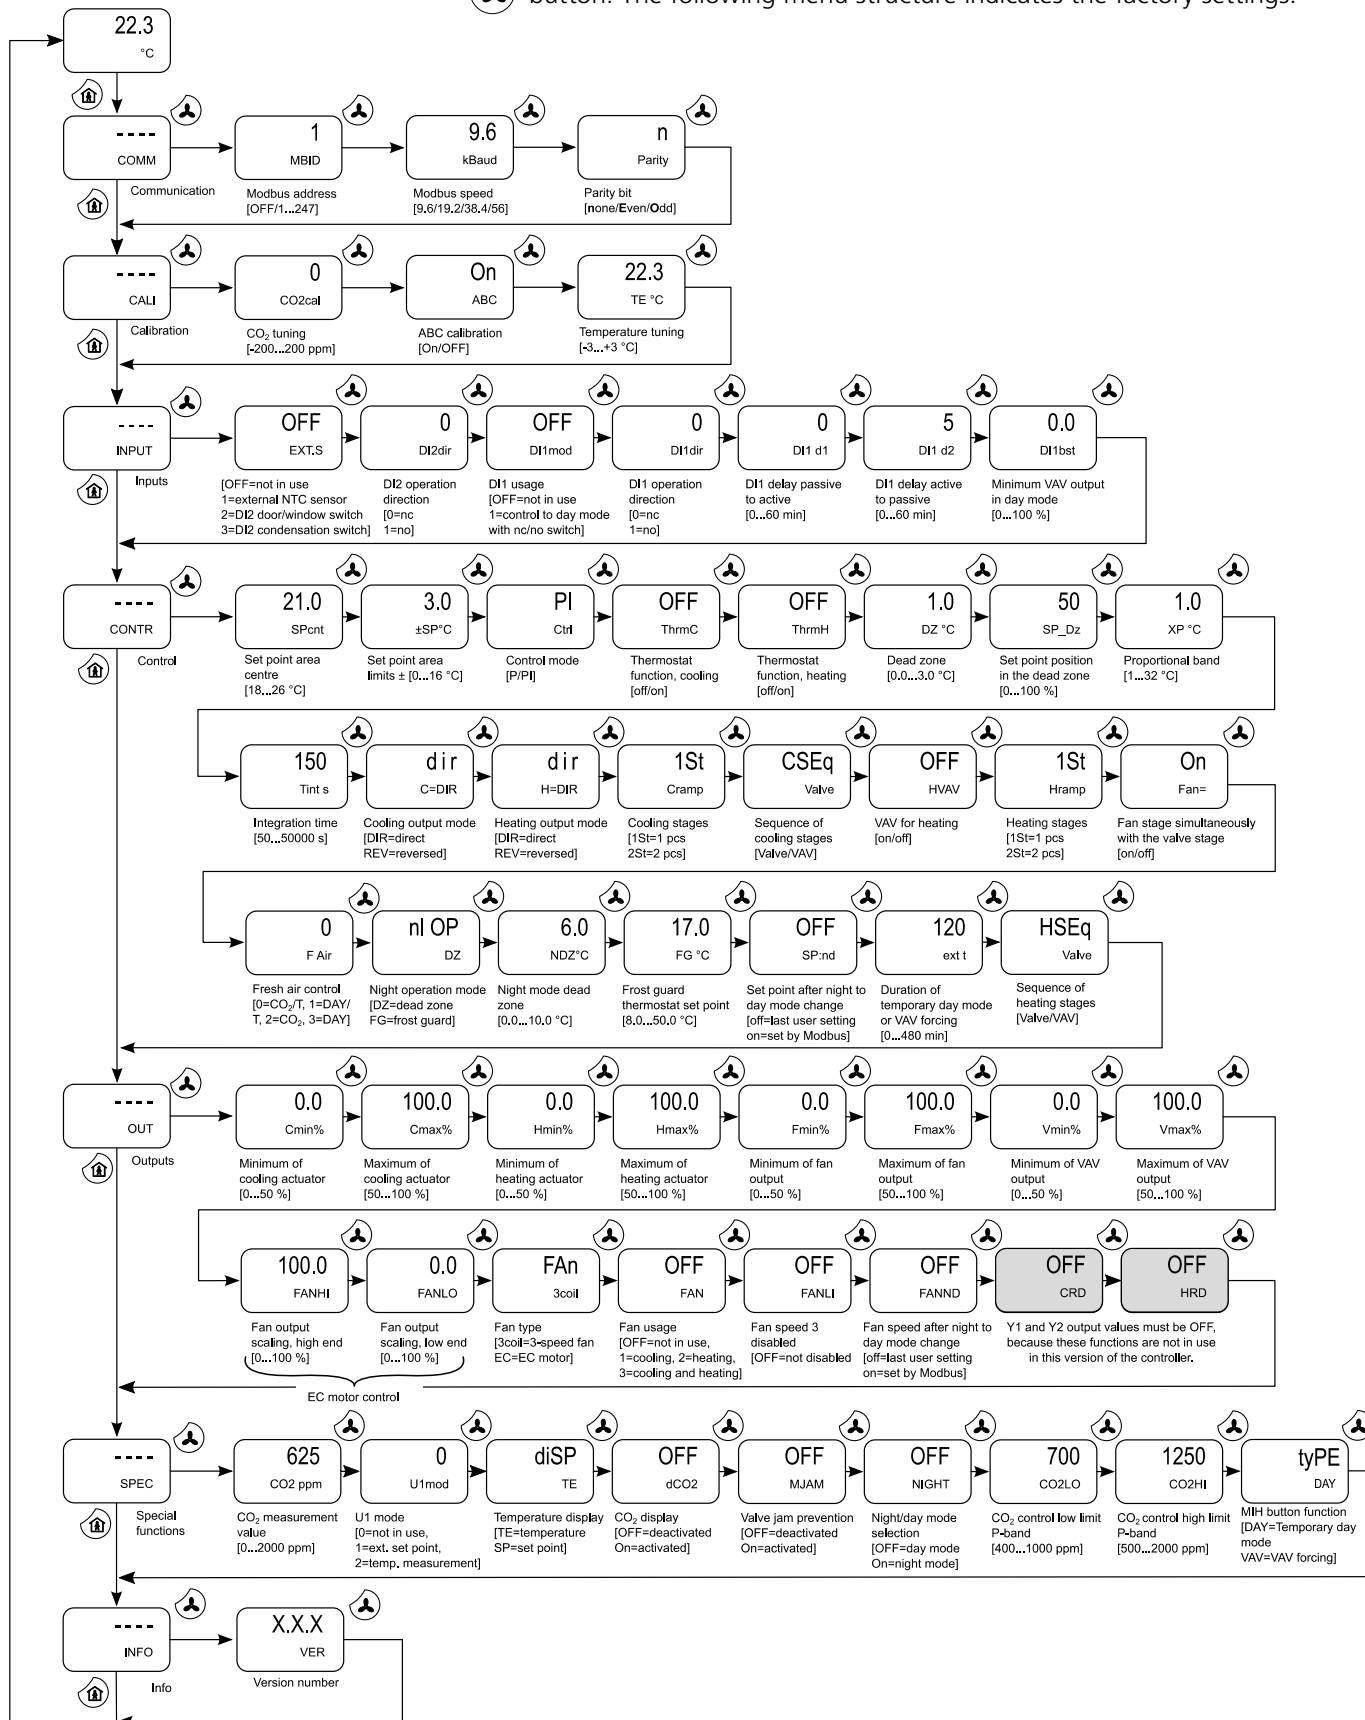 button. The following menu structure indicates the factory settings.
22.3
°C
----
COMM
Communication
1
MBID
Modbus address
[OFF/1...247]
9.6
kBaud
Modbus speed
[9.6/19.2/38.4/56]
n
Parity
Parity bit
[none/Even/Odd]
----
CALI
Calibration
0
CO2cal
CO₂ tuning
[-200...200 ppm]
On
ABC
ABC calibration
[On/OFF]
22.3
TE °C
Temperature tuning
[-3...+3 °C]
----
INPUT
Inputs
OFF
EXT.S
[OFF=not in use
1=external NTC sensor
2=DI2 door/window switch
3=DI2 condensation switch]
0
DI2dir
DI2 operation
direction
[0=nc
1=no]
OFF
DI1mod
DI1 usage
[OFF=not in use
1=control to day mode
with nc/no switch]
0
DI1dir
DI1 operation
direction
[0=nc
1=no]
0
DI1 d1
DI1 delay passive
to active
[0...60 min]
5
DI1 d2
DI1 delay active
to passive
[0...60 min]
0.0
DI1bst
Minimum VAV output
in day mode
[0...100 %]
----
CONTR
Control
21.0
SPcnt
Set point area
centre
[18...26 °C]
3.0
±SP°C
Set point area
limits ± [0...16 °C]
PI
Ctrl
Control mode
[P/PI]
OFF
ThrmC
Thermostat
function, cooling
[off/on]
OFF
ThrmH
Thermostat
function, heating
[off/on]
1.0
DZ °C
Dead zone
[0.0...3.0 °C]
50
SP_Dz
Set point position
in the dead zone
[0...100 %]
1.0
XP °C
Proportional band
[1...32 °C]
150
Tint s
Integration time
[50...50000 s]
dir
C=DIR
Cooling output mode
[DIR=direct
REV=reversed]
dir
H=DIR
Heating output mode
[DIR=direct
REV=reversed]
1St
Cramp
Cooling stages
[1St=1 pcs
2St=2 pcs]
CSEq
Valve
Sequence of
cooling stages
[Valve/VAV]
OFF
HVAV
VAV for heating
[on/off]
1St
Hramp
Heating stages
[1St=1 pcs
2St=2 pcs]
On
Fan=
Fan stage simultaneously
with the valve stage
[on/off]
0
F Air
Fresh air control
[0=CO₂/T, 1=DAY/
T, 2=CO₂, 3=DAY]
nI OP
DZ
Night operation mode
[DZ=dead zone
FG=frost guard]
6.0
NDZ°C
Night mode dead
zone
[0.0...10.0 °C]
17.0
FG °C
Frost guard
thermostat set point
[8.0...50.0 °C]
OFF
SP:nd
Set point after night to
day mode change
[off=last user setting
on=set by Modbus]
120
ext t
Duration of
temporary day mode
or VAV forcing
[0...480 min]
HSEq
Valve
Sequence of
heating stages
[Valve/VAV]
----
OUT
Outputs
0.0
Cmin%
Minimum of
cooling actuator
[0...50 %]
100.0
Cmax%
Maximum of
cooling actuator
[50...100 %]
0.0
Hmin%
Minimum of
heating actuator
[0...50 %]
100.0
Hmax%
Maximum of
heating actuator
[50...100 %]
0.0
Fmin%
Minimum of fan
output
[0...50 %]
100.0
Fmax%
Maximum of fan
output
[50...100 %]
0.0
Vmin%
Minimum of VAV
output
[0...50 %]
100.0
Vmax%
Maximum of VAV
output
[50...100 %]
100.0
FANHI
Fan output
scaling, high end
[0...100 %]
0.0
FANLO
Fan output
scaling, low end
[0...100 %]
EC motor control
FAn
3coil
Fan type
[3coil=3-speed fan
EC=EC motor]
OFF
FAN
Fan usage
[OFF=not in use,
1=cooling, 2=heating,
3=cooling and heating]
OFF
FANLI
Fan speed 3
disabled
[OFF=not disabled
OFF
FANND
Fan speed after night to
day mode change
[off=last user setting
on=set by Modbus]
OFF
CRD
OFF
HRD
Y1 and Y2 output values must be OFF,
because these functions are not in use
in this version of the controller.
----
SPEC
Special
functions
625
CO2 ppm
CO₂ measurement
value
[0...2000 ppm]
0
U1mod
U1 mode
[0=not in use,
1=ext. set point,
2=temp. measurement]
diSP
TE
Temperature display
[TE=temperature
SP=set point]
OFF
dCO2
CO₂ display
[OFF=deactivated
On=activated]
OFF
MJAM
Valve jam prevention
[OFF=deactivated
On=activated]
OFF
NIGHT
Night/day mode
selection
[OFF=day mode
On=night mode]
700
CO2LO
CO₂ control low limit
P-band
[400...1000 ppm]
1250
CO2HI
CO₂ control high limit
P-band
[500...2000 ppm]
tyPE
DAY
MIH button function
[DAY=Temporary day
mode
VAV=VAV forcing]
----
INFO
Info
X.X.X
VER
Version number